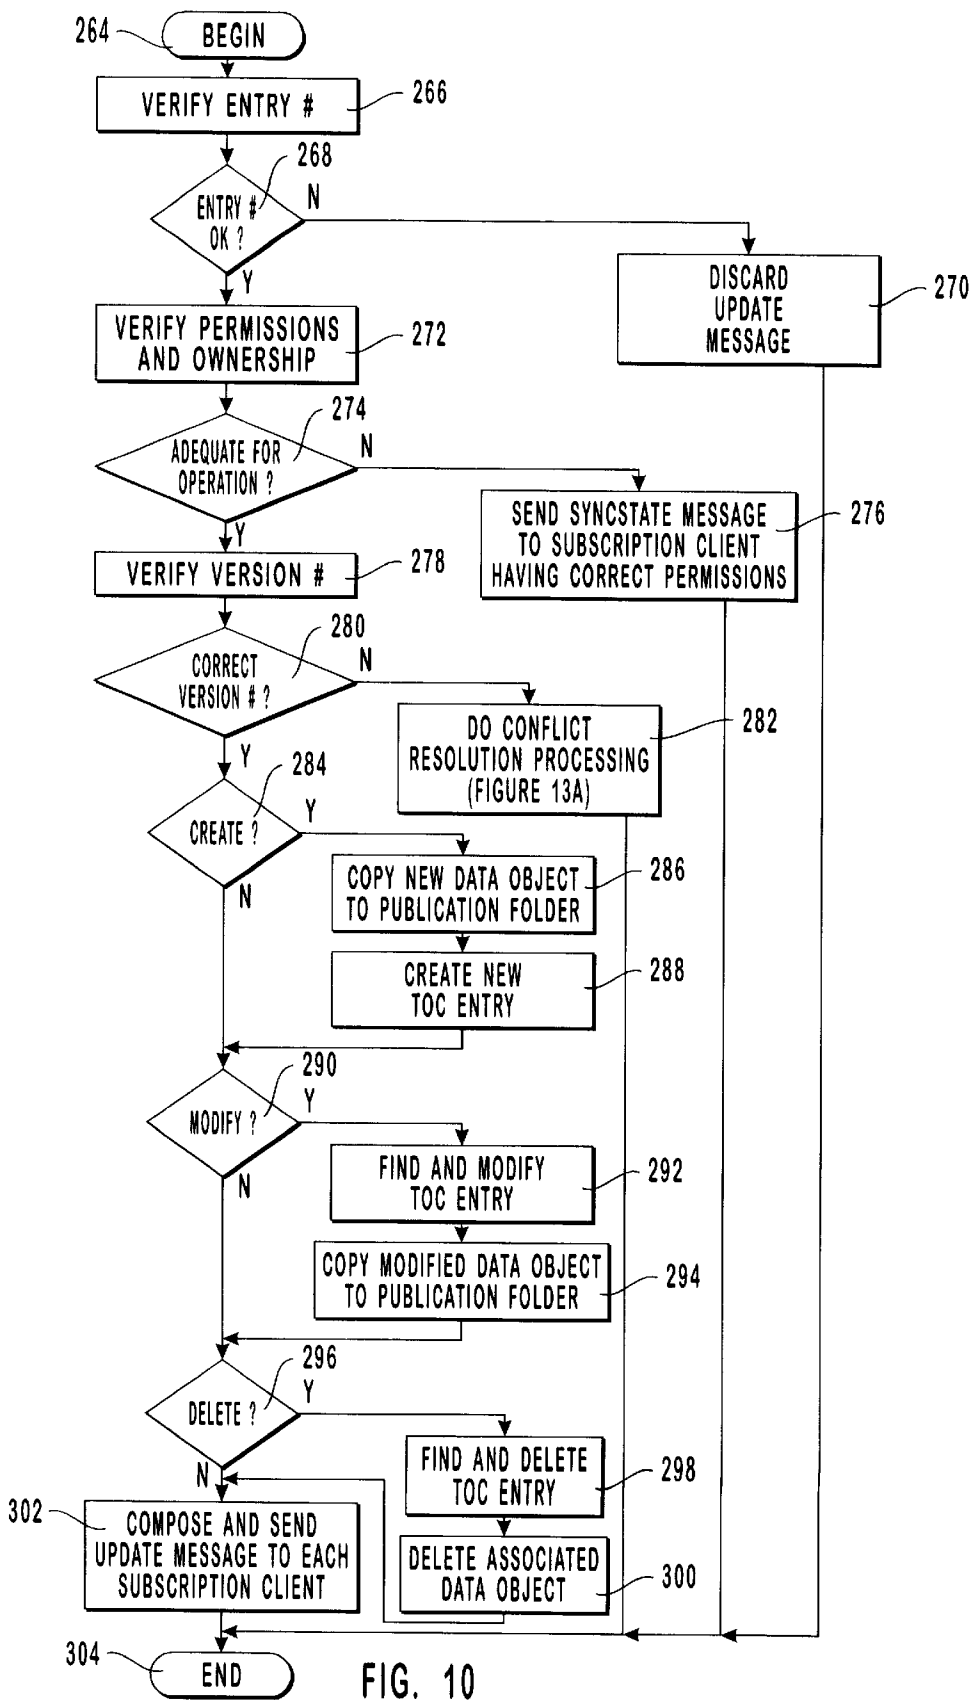 264
BEGIN
VERIFY ENTRY #
266
268
ENTRY #
OK ?
N
Y
DISCARD
UPDATE
MESSAGE
270
VERIFY PERMISSIONS
AND OWNERSHIP
272
274
ADEQUATE FOR
OPERATION ?
N
Y
SEND SYNCSTATE MESSAGE
TO SUBSCRIPTION CLIENT
HAVING CORRECT PERMISSIONS
276
VERIFY VERSION #
278
280
CORRECT
VERSION # ?
N
Y
DO CONFLICT
RESOLUTION PROCESSING
(FIGURE 13A)
282
284
CREATE ?
Y
N
COPY NEW DATA OBJECT
TO PUBLICATION FOLDER
286
CREATE NEW
TOC ENTRY
288
290
MODIFY ?
Y
N
FIND AND MODIFY
TOC ENTRY
292
COPY MODIFIED DATA OBJECT
TO PUBLICATION FOLDER
294
296
DELETE ?
Y
N
FIND AND DELETE
TOC ENTRY
298
302
COMPOSE AND SEND
UPDATE MESSAGE TO EACH
SUBSCRIPTION CLIENT
DELETE ASSOCIATED
DATA OBJECT
300
304
END
FIG. 10